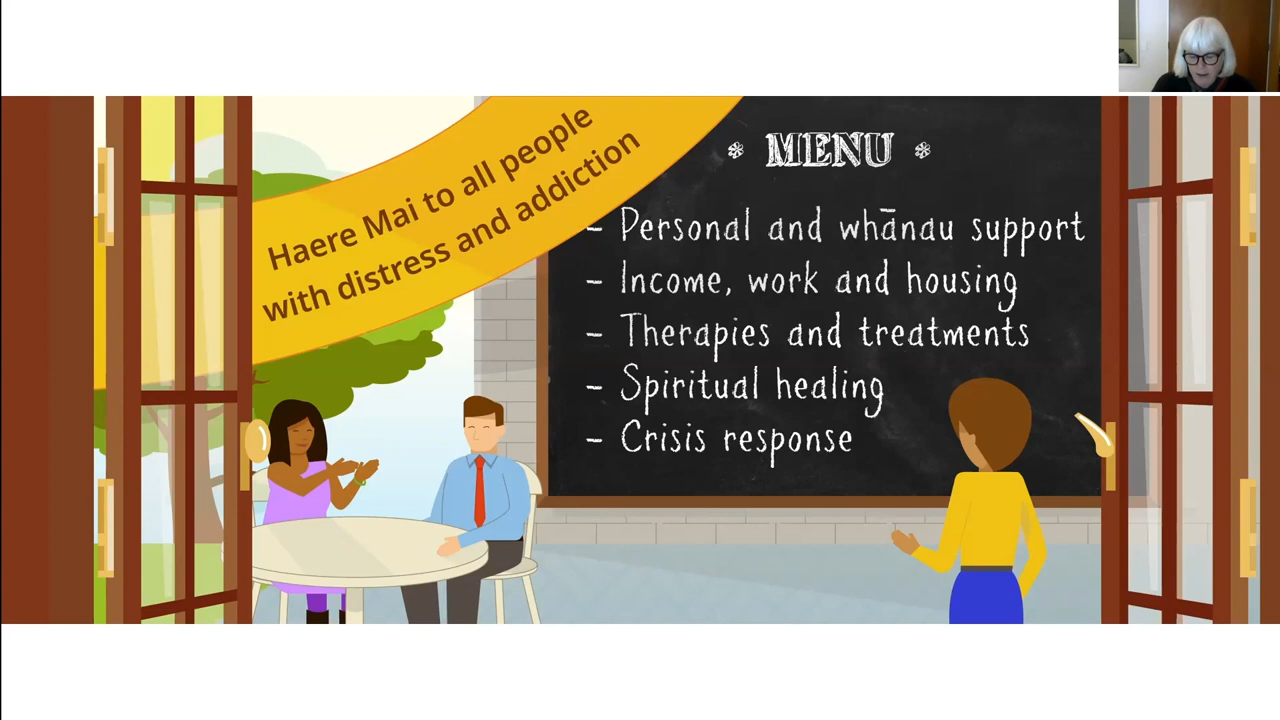 Haere Mai to all people
with distress and addiction
MENU
- Personal and whānau support
- Income, work and housing
- Therapies and treatments
- Spiritual healing
- Crisis response